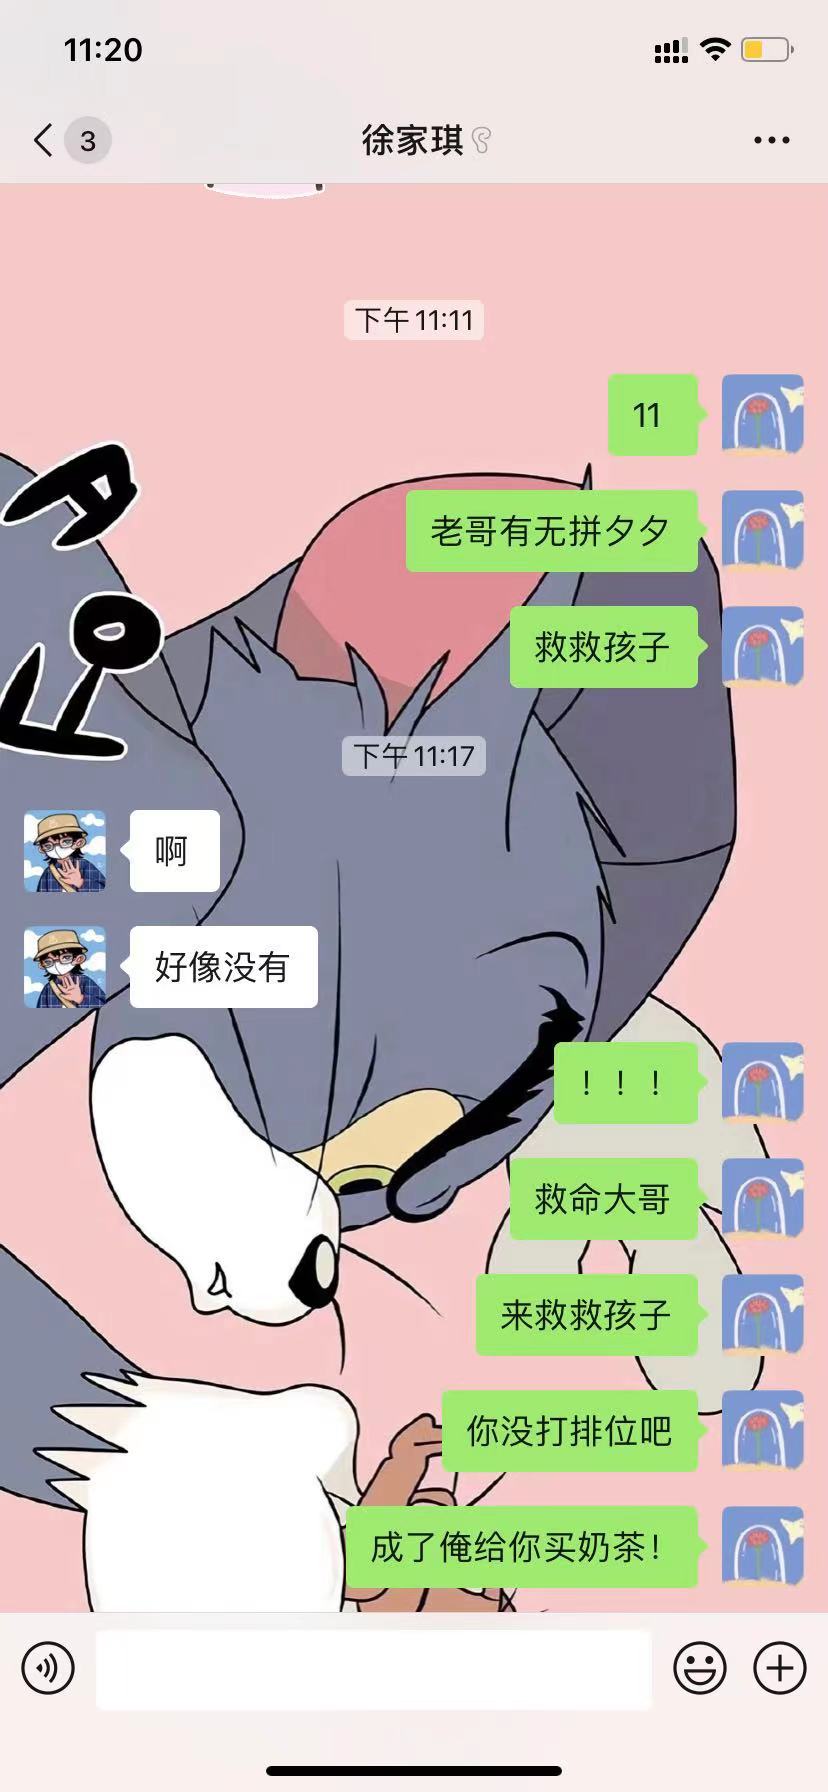 11:20
3
徐家琪
下午11:11
11
老哥有无拼夕夕
救救孩子
下午11:17
啊
好像没有
！！！
救命大哥
来救救孩子
你没打排位吧
成了俺给你买奶茶！